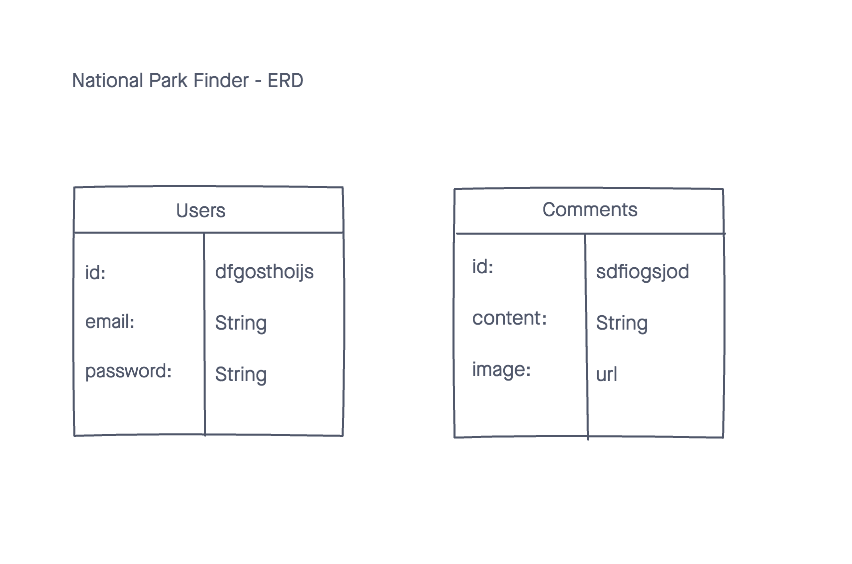 National Park Finder - ERD
Users
id: dfgosthoijs
email: String
password: String
Comments
id: sdfiogsjod
content: String
image: url